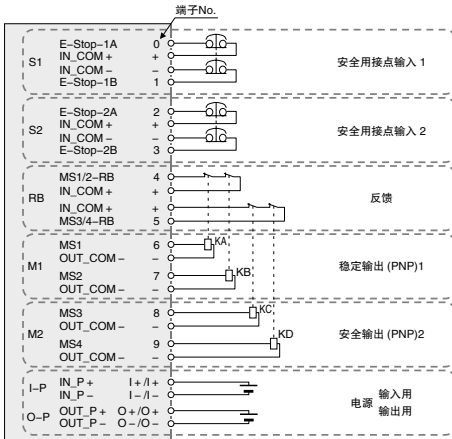 端子No.
S1
E-Stop-1A 0
IN_COM + +
IN_COM – –
E-Stop-1B 1
安全用接点输入 1
S2
E-Stop-2A 2
IN_COM + +
IN_COM – –
E-Stop-2B 3
安全用接点输入 2
RB
MS1/2-RB 4
IN_COM + +
IN_COM + +
MS3/4-RB 5
反馈
M1
MS1 6 KA
OUT_COM – –
MS2 7 KB
OUT_COM – –
稳定输出 (PNP)1
M2
MS3 8 KC
OUT_COM – –
MS4 9 KD
OUT_COM – –
安全输出 (PNP)2
I-P
IN_P + I+/I+
IN_P – I–/I–
O-P
OUT_P + O+/O+
OUT_P – O–/O–
电源 输入用
输出用